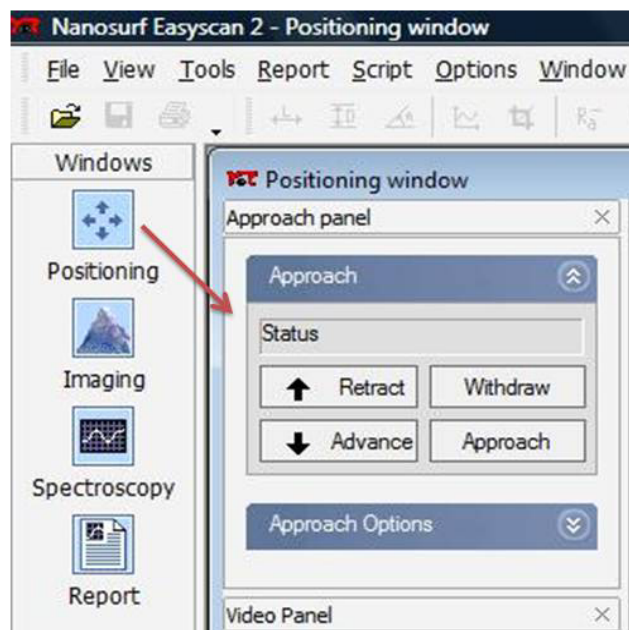 Nanosurf Easyscan 2 - Positioning window
File View Tools Report Script Options Window
Windows
Positioning
Imaging
Spectroscopy
Report
Positioning window
Approach panel
Approach
Status
Retract Withdraw
Advance Approach
Approach Options
Video Panel